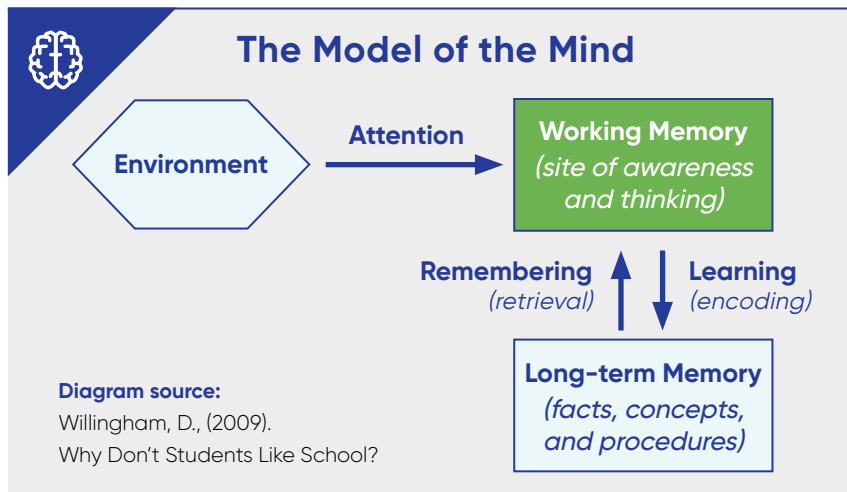 The Model of the Mind
Environment
Attention
Working Memory
(site of awareness
and thinking)
Remembering
(retrieval)
Learning
(encoding)
Long-term Memory
(facts, concepts,
and procedures)
Diagram source:
Willingham, D., (2009).
Why Don’t Students Like School?